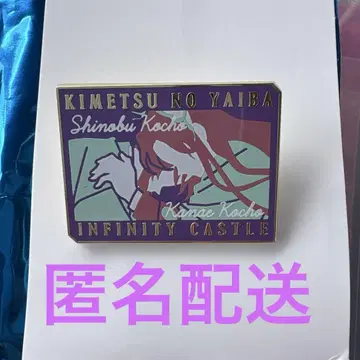 KIMETSU NO YAIBA
Shinobu Kocho
Kanae Kocho
INFINITY CASTLE
匿名配送